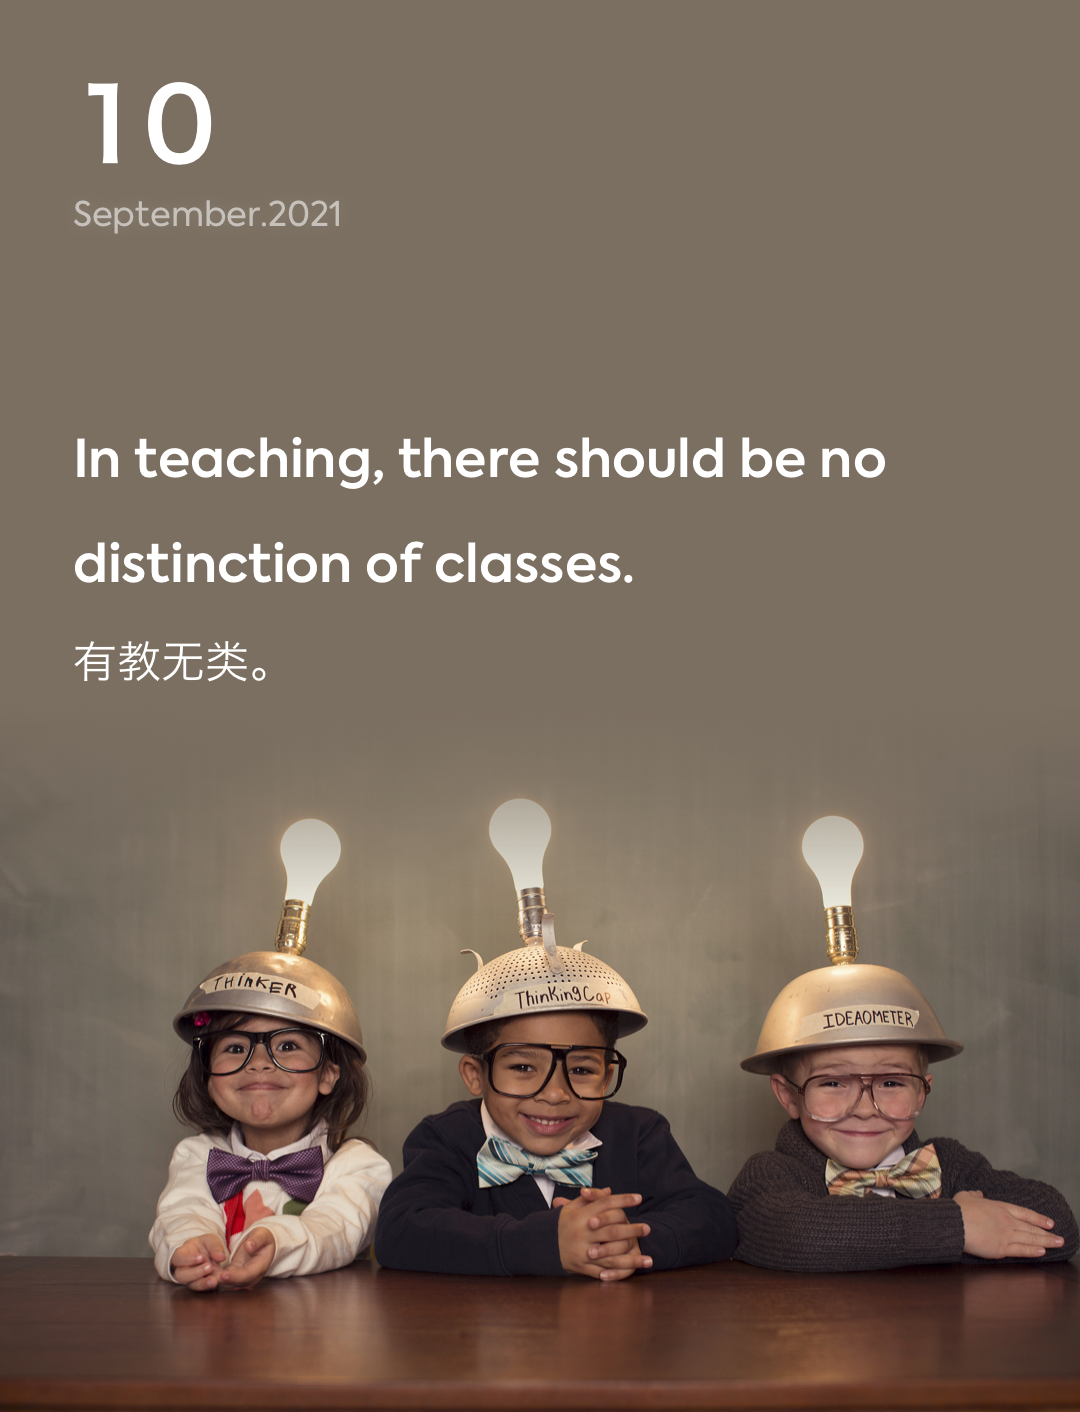 10
September.2021
In teaching, there should be no
distinction of classes.
有教无类。
THINKER
ThinkingCap
IDEAOMETER